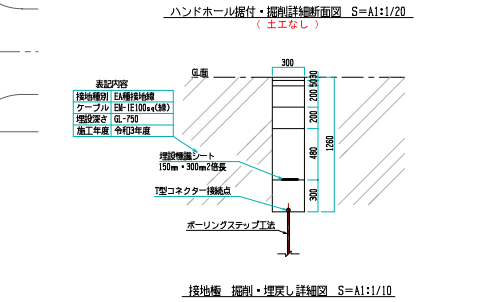 ハンドホール据付・掘削詳細断面図　S=A1:1/20
( 土工なし )
300
GL面
表記内容
接地種別 EA種接地線
ケーブル EM-IE100sq(緑)
埋設深さ GL-750
施工年度 令和3年度
50 30
200
200
480
300
1260
埋設標識シート
150mm・300mm2倍長
T型コネクター接続点
ボーリングステップ工法
接地極　掘削・埋戻し詳細図　S=A1:1/10